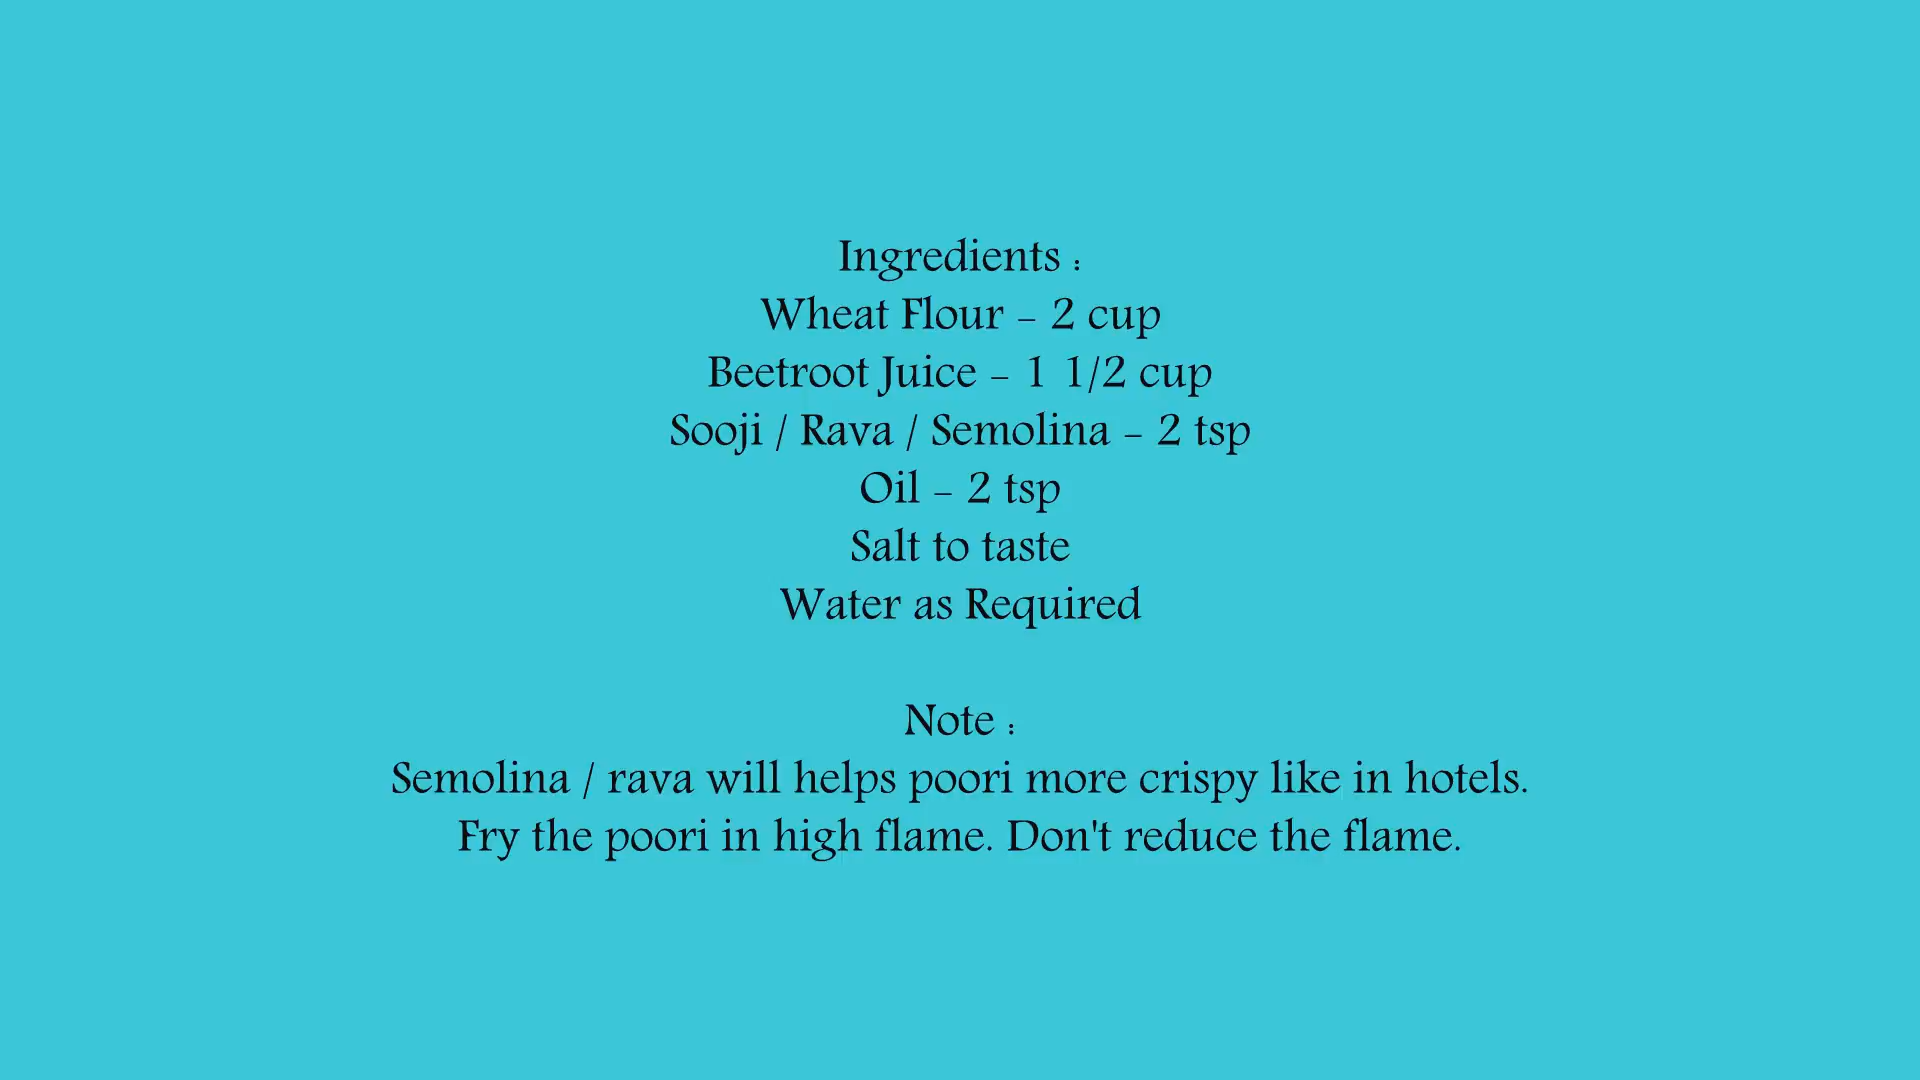 Ingredients :
Wheat Flour - 2 cup
Beetroot Juice - 1 1/2 cup
Sooji / Rava / Semolina - 2 tsp
Oil - 2 tsp
Salt to taste
Water as Required
Note :
Semolina / rava will helps poori more crispy like in hotels.
Fry the poori in high flame. Don't reduce the flame.